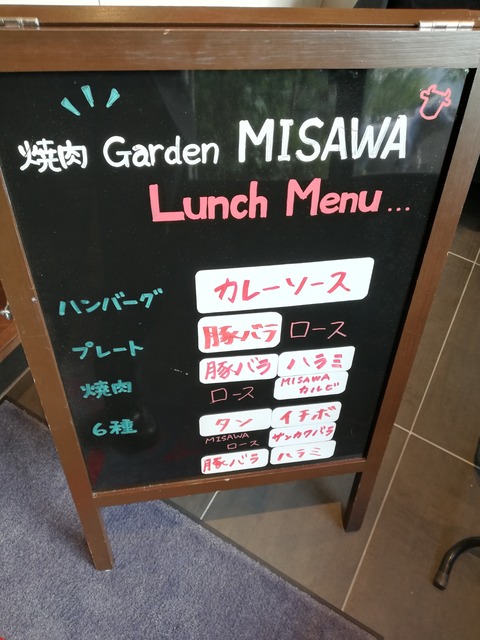 焼肉 Garden MISAWA
Lunch Menu...
ハンバーグ カレーソース
プレート 豚バラ ロース
焼肉 豚バラ ハラミ
ロース MISAWA カルビ
6種 タン イチボ
MISAWA ロース サンカクバラ
豚バラ ハラミ